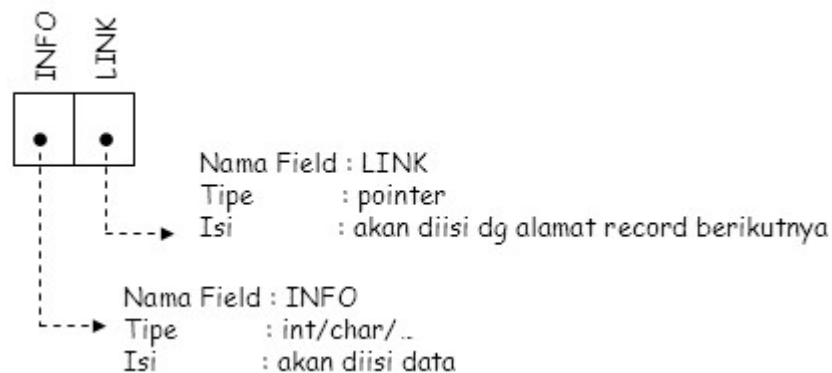 INFO
LINK
Nama Field : LINK
Tipe : pointer
Isi : akan diisi dg alamat record berikutnya
Nama Field : INFO
Tipe : int/char/..
Isi : akan diisi data